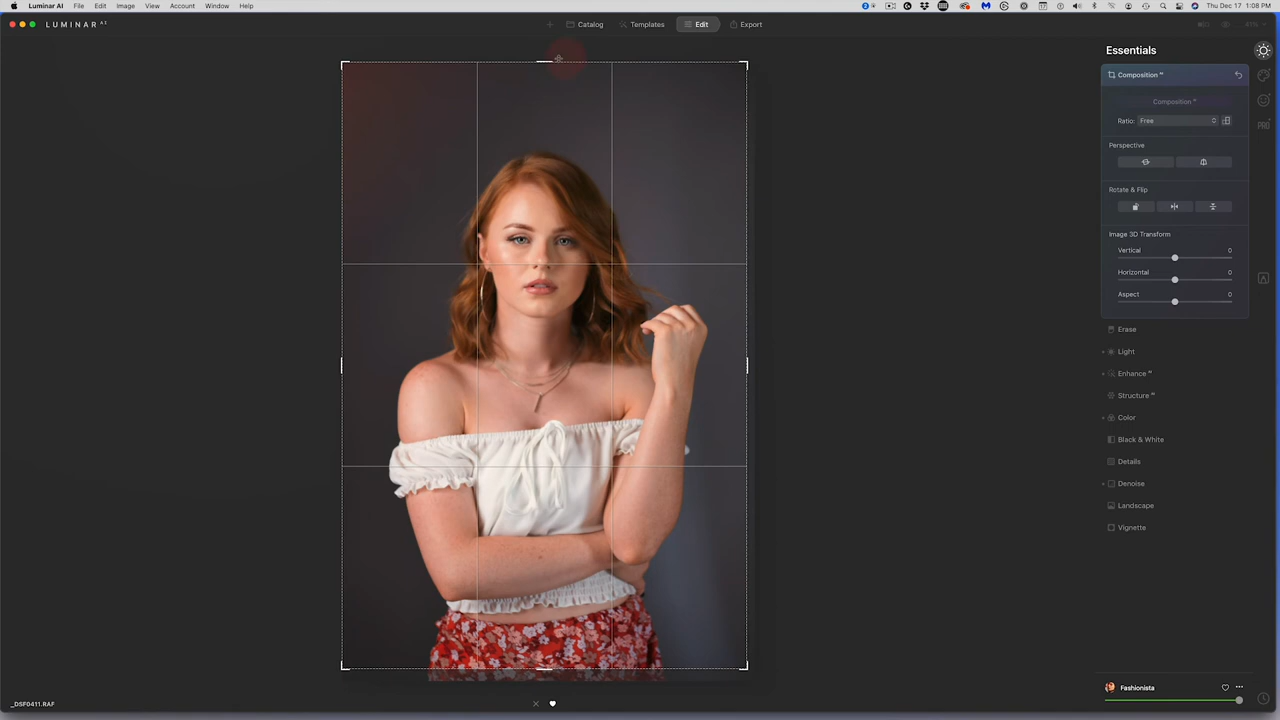 Luminar AI File Edit Image View Account Window Help Thu Dec 17 1:08 PM
LUMINAR AI Catalog Templates Edit Export
Essentials
Composition AI
Composition AI
Ratio: Free
Perspective
Rotate & Flip
Image 3D Transform
Vertical 0
Horizontal 0
Aspect 0
PRO
Erase
Light
Enhance AI
Structure AI
Color
Black & White
Details
Denoise
Landscape
Vignette
Fashionista
_DSF0411.RAF